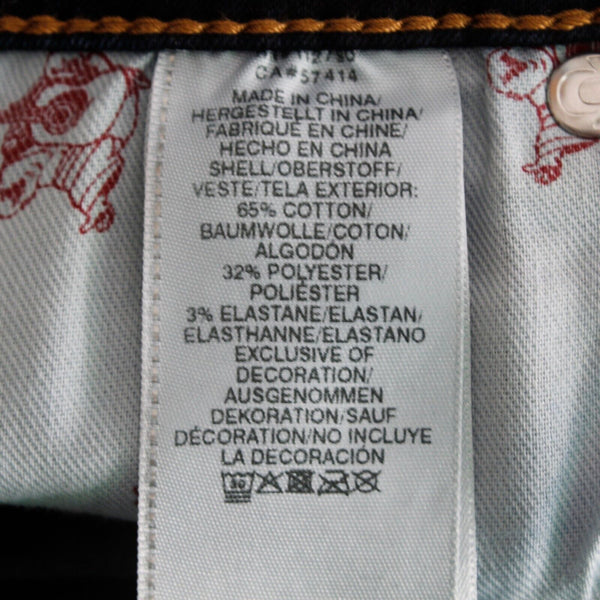 CA#57414
MADE IN CHINA/
HERGESTELLT IN CHINA/
FABRIQUE EN CHINE/
HECHO EN CHINA
SHELL/OBERSTOFF/
VESTE/TELA EXTERIOR:
65% COTTON/
BAUMWOLLE/COTON/
ALGODÓN
32% POLYESTER/
POLIÉSTER
3% ELASTANE/ELASTAN/
ELASTHANNE/ELASTANO
EXCLUSIVE OF
DECORATION/
AUSGENOMMEN
DEKORATION/SAUF
DÉCORATION/NO INCLUYE
LA DECORACIÓN
30